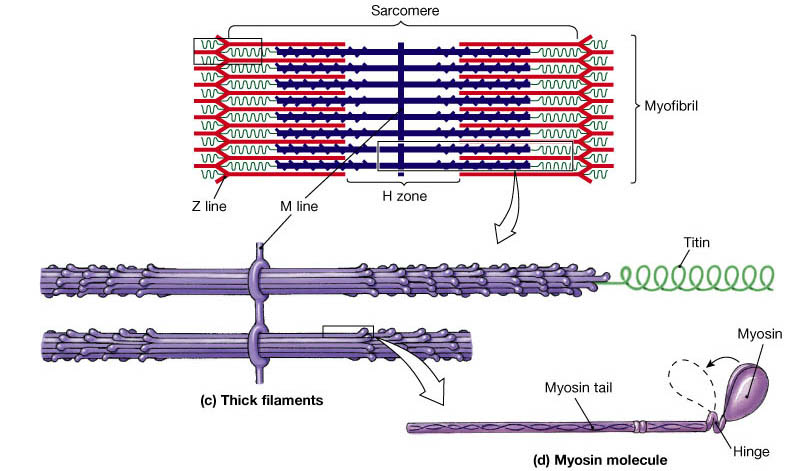 Sarcomere
Myofibril
Z line
M line
H zone
Titin
(c) Thick filaments
Myosin
Myosin tail
Hinge
(d) Myosin molecule